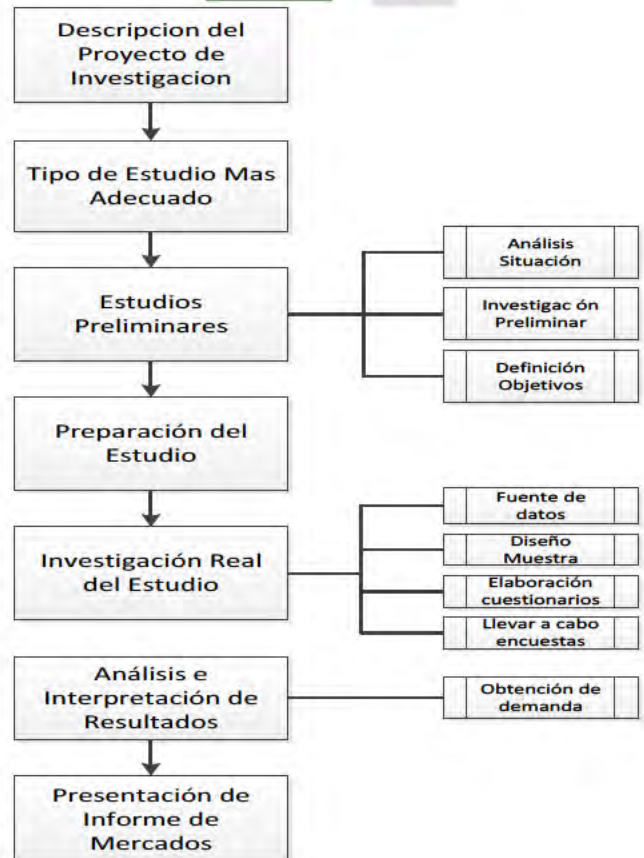 Descripcion del
Proyecto de
Investigacion
Tipo de Estudio Mas
Adecuado
Estudios
Preliminares
Análisis
Situación
Investigac ón
Preliminar
Definición
Objetivos
Preparación del
Estudio
Investigación Real
del Estudio
Fuente de
datos
Diseño
Muestra
Elaboración
cuestionarios
Llevar a cabo
encuestas
Análisis e
Interpretación de
Resultados
Obtención de
demanda
Presentación de
Informe de
Mercados